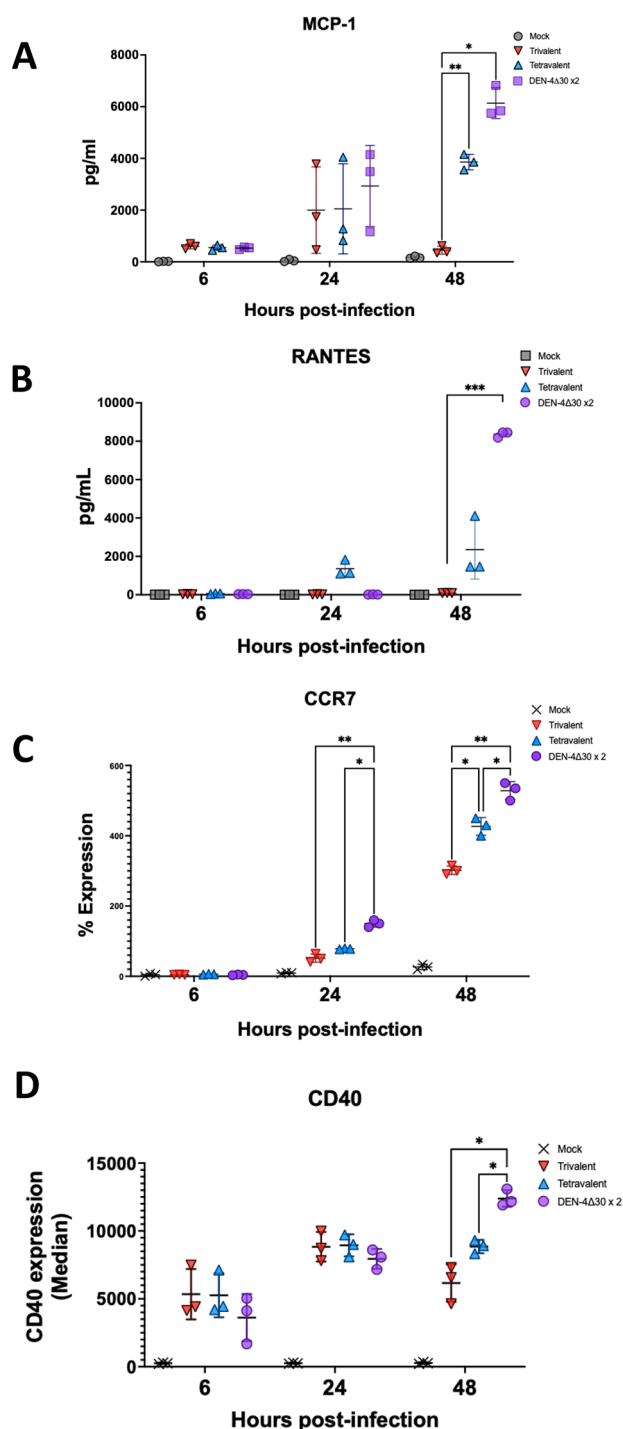 A
MCP-1
Mock
Trivalent
Tetravalent
DEN-4Δ30 x2
*
**
8000
6000
4000
2000
0
pg/ml
6 24 48
Hours post-infection
B
RANTES
Mock
Trivalent
Tetravalent
DEN-4Δ30 x2
***
10000
8000
6000
4000
2000
0
pg/mL
6 24 48
Hours post-infection
C
CCR7
Mock
Trivalent
Tetravalent
DEN-4Δ30 x 2
** **
* * *
600
400
200
0
% Expression
6 24 48
Hours post-infection
D
CD40
Mock
Trivalent
Tetravalent
DEN-4Δ30 x 2
*
*
15000
10000
5000
0
CD40 expression
(Median)
6 24 48
Hours post-infection